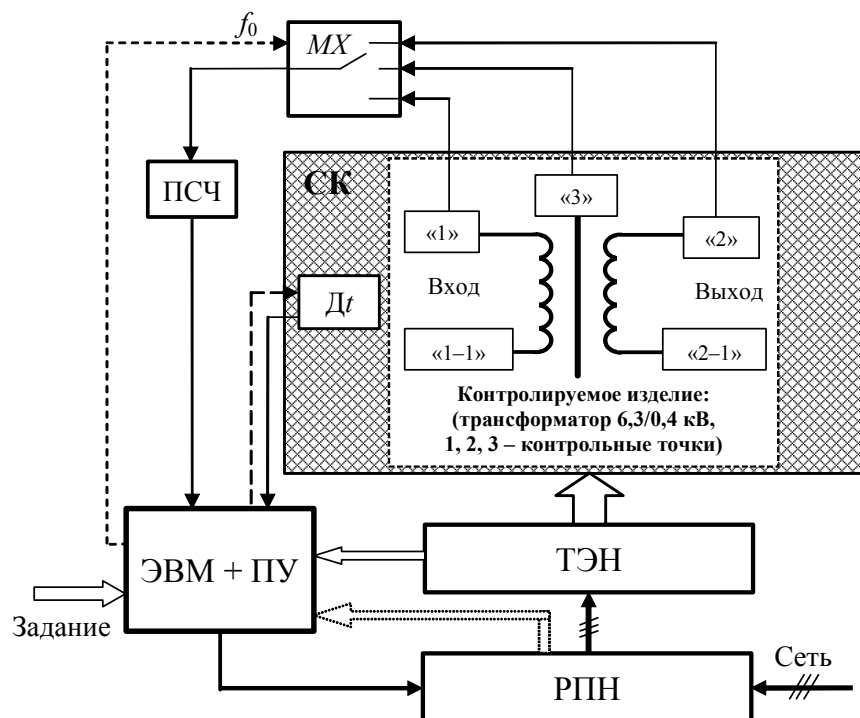 f₀
МХ
ПСЧ
СК
«3»
«1»
«2»
Вход
Выход
Дt
«1–1»
«2–1»
Контролируемое изделие:
(трансформатор 6,3/0,4 кВ,
1, 2, 3 – контрольные точки)
ЭВМ + ПУ
ТЭН
Задание
Сеть
РПН